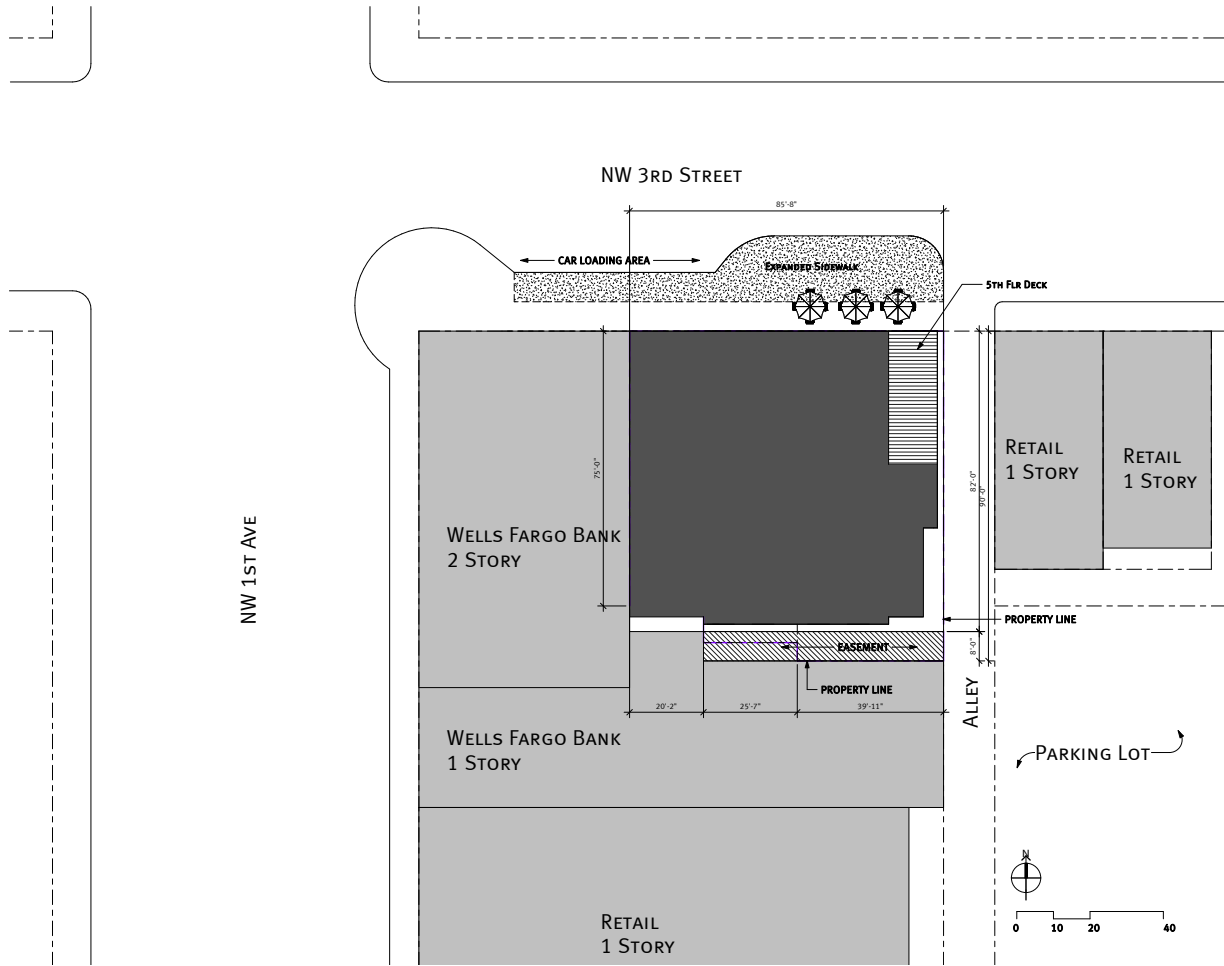 NW 3rd Street
85'-8"
Car Loading Area
Expanded Sidewalk
5th Flr Deck
75'-0"
82'-0"
90'-0"
Retail
1 Story
Retail
1 Story
Wells Fargo Bank
2 Story
NW 1st Ave
Property Line
Easement
8'-0"
Property Line
20'-2"
25'-7"
39'-11"
Alley
Wells Fargo Bank
1 Story
Parking Lot
N
0 10 20 40
Retail
1 Story